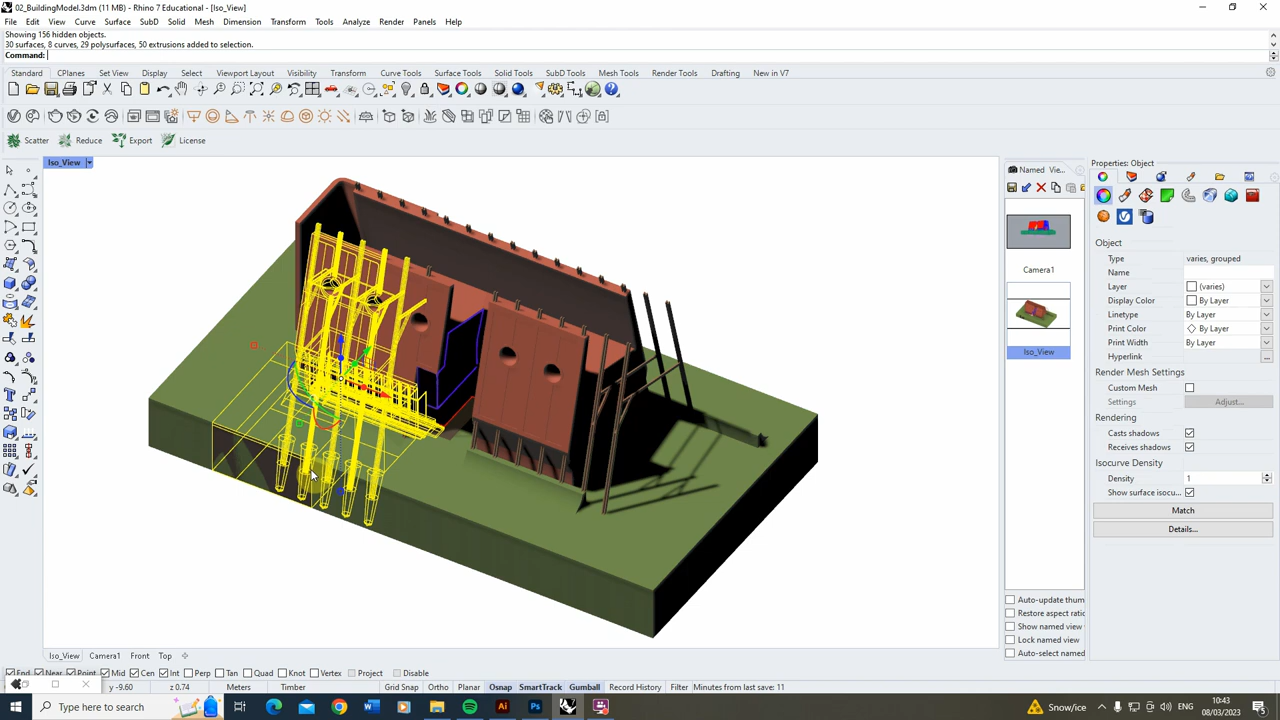 02_BuildingModel.3dm (11 MB) - Rhino 7 Educational - [Iso_View]
File Edit View Curve Surface SubD Solid Mesh Dimension Transform Tools Analyze Render Panels Help
Showing 156 hidden objects.
30 surfaces, 8 curves, 29 polysurfaces, 50 extrusions added to selection.
Command:
Standard CPlanes Set View Display Select Viewport Layout Visibility Transform Curve Tools Surface Tools Solid Tools SubD Tools Mesh Tools Render Tools Drafting New in V7
Scatter Reduce Export License
Iso_View
Named Vie...
Camera1
Iso_View
Auto-update thum
Restore aspect ratio
Show named view
Lock named view
Auto-select named
Properties: Object
Object
Type varies, grouped
Name
Layer (varies)
Display Color By Layer
Linetype By Layer
Print Color By Layer
Print Width By Layer
Hyperlink ...
Render Mesh Settings
Custom Mesh
Settings Adjust...
Rendering
Casts shadows
Receives shadows
Isocurve Density
Density 1
Show surface isocu...
Match
Details...
Iso_View Camera1 Front Top
End Near Point Mid Cen Int Perp Tan Quad Knot Vertex Project Disable
y -9.60 z 0.74 Meters Timber Grid Snap Ortho Planar Osnap SmartTrack Gumball Record History Filter Minutes from last save: 11
Type here to search
Snow/ice
10:43
08/03/2023